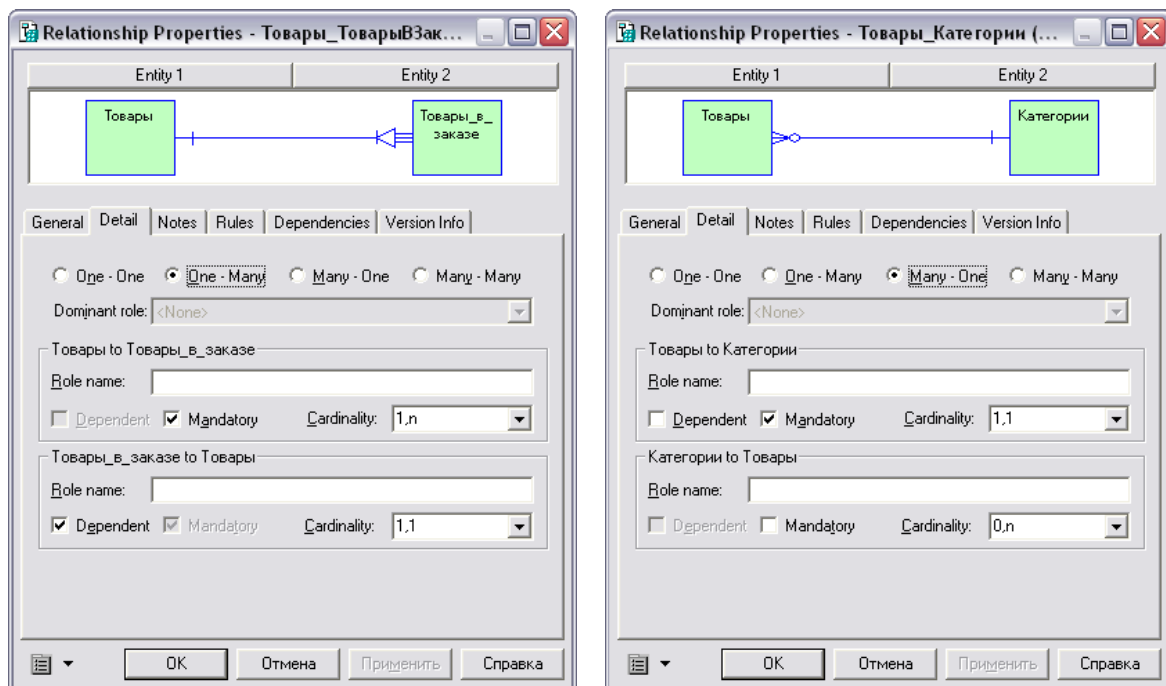 Relationship Properties - Товары_ТоварыВЗак...
Entity 1 Entity 2
Товары Товары_в_
заказе
General Detail Notes Rules Dependencies Version Info
One - One One - Many Many - One Many - Many
Dominant role: <None>
Товары to Товары_в_заказе
Role name:
Dependent Mandatory Cardinality: 1,n
Товары_в_заказе to Товары
Role name:
Dependent Mandatory Cardinality: 1,1
OK Отмена Применить Справка
Relationship Properties - Товары_Категории (...
Entity 1 Entity 2
Товары Категории
General Detail Notes Rules Dependencies Version Info
One - One One - Many Many - One Many - Many
Dominant role: <None>
Товары to Категории
Role name:
Dependent Mandatory Cardinality: 1,1
Категории to Товары
Role name:
Dependent Mandatory Cardinality: 0,n
OK Отмена Применить Справка